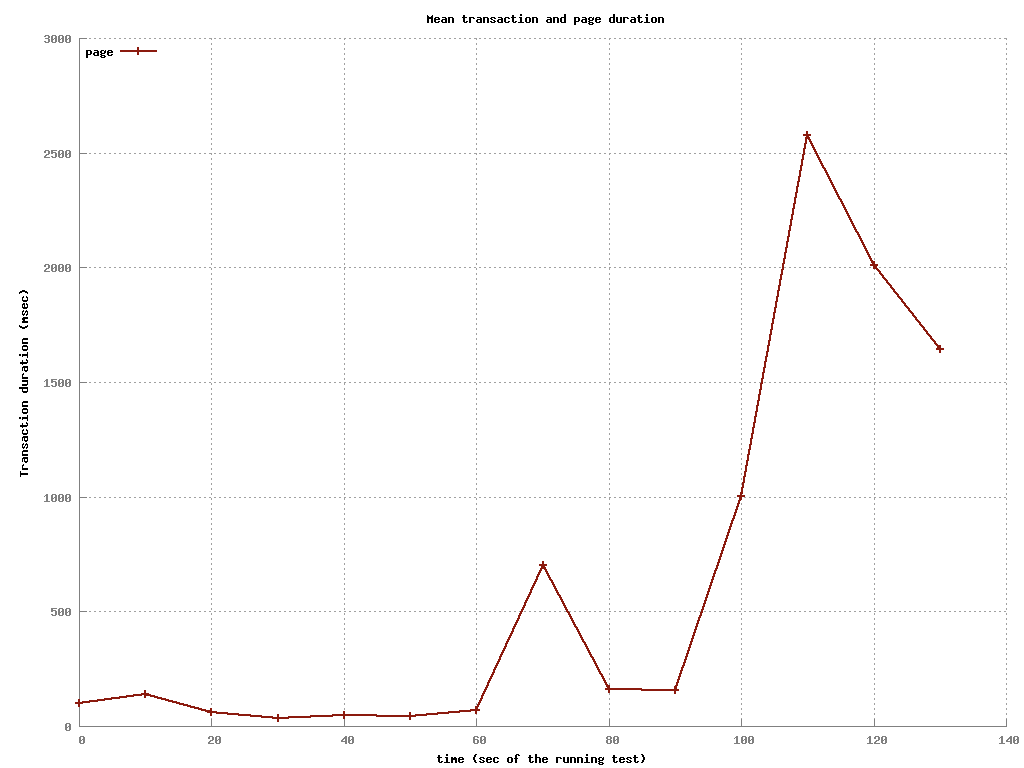 Mean transaction and page duration
page
3000
2500
2000
1500
1000
500
0
Transaction duration (msec)
0 20 40 60 80 100 120 140
time (sec of the running test)